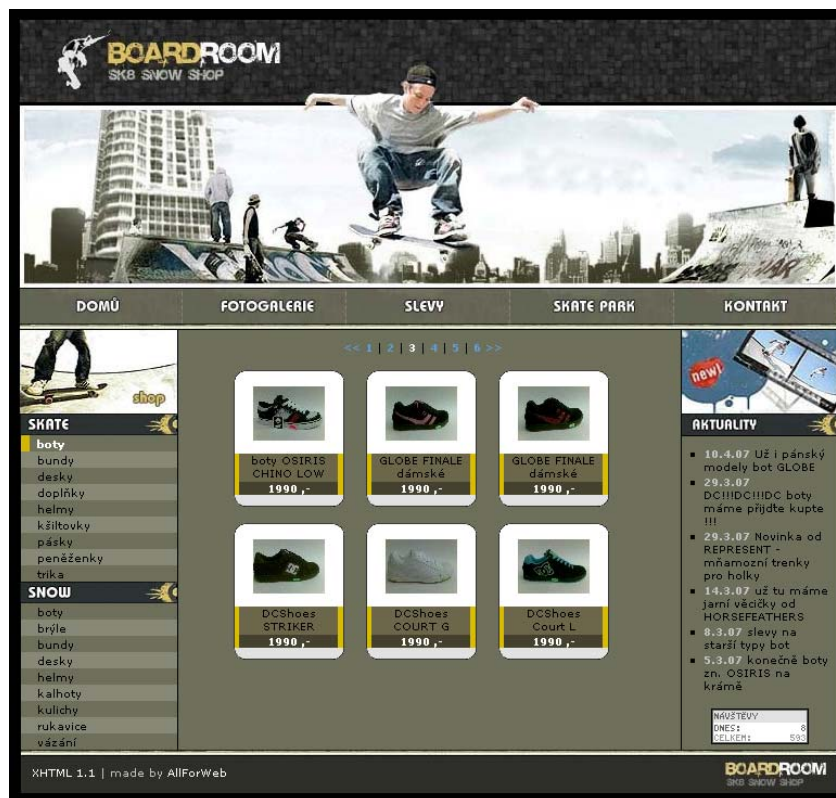 BOARDROOM
SK8 SNOW SHOP
DOMŮ
FOTOGALERIE
SLEVY
SKATE PARK
KONTAKT
shop
SKATE
boty
bundy
desky
doplňky
helmy
kšiltovky
pásky
peněženky
trika
SNOW
boty
brýle
bundy
desky
helmy
kalhoty
kulichy
rukavice
vázání
<< 1 | 2 | 3 | 4 | 5 | 6 >>
boty OSIRIS
CHINO LOW
1990 ,-
GLOBE FINALE
dámské
1990 ,-
GLOBE FINALE
dámské
1990 ,-
DCShoes
STRIKER
1990 ,-
DCShoes
COURT G
1990 ,-
DCShoes
Court L
1990 ,-
new!
AKTUALITY
10.4.07 Už i pánský
modely bot GLOBE
29.3.07
DC!!!DC!!!DC boty
máme přijdte kupte
!!!
29.3.07 Novinka od
REPRESENT -
mňamozní trenky
pro holky
14.3.07 už tu máme
jarní věcičky od
HORSEFEATHERS
8.3.07 slevy na
starší typy bot
5.3.07 konečně boty
zn. OSIRIS na
krámě
NÁVŠTĚVY
DNES: 8
CELKEM: 593
XHTML 1.1 | made by AllForWeb
BOARDROOM
SK8 SNOW SHOP